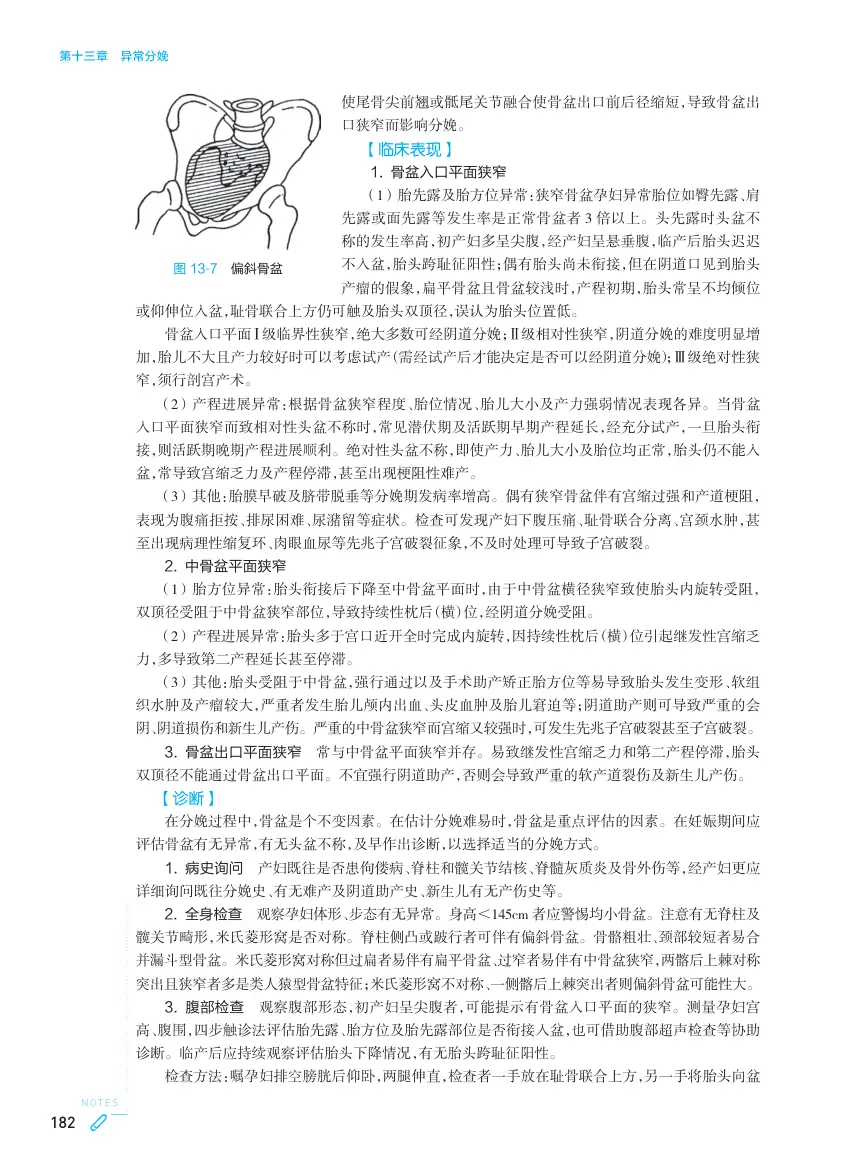 第十三章 异常分娩
图 13-7 偏斜骨盆
使尾骨尖前翘或骶尾关节融合使骨盆出口前后径缩短,导致骨盆出
口狭窄而影响分娩。
【临床表现】
1. 骨盆入口平面狭窄
(1)胎先露及胎方位异常:狭窄骨盆孕妇异常胎位如臀先露、肩
先露或面先露等发生率是正常骨盆者 3 倍以上。头先露时头盆不
称的发生率高,初产妇多呈尖腹,经产妇呈悬垂腹,临产后胎头迟迟
不入盆,胎头跨耻征阳性;偶有胎头尚未衔接,但在阴道口见到胎头
产瘤的假象,扁平骨盆且骨盆较浅时,产程初期,胎头常呈不均倾位
或仰伸位入盆,耻骨联合上方仍可触及胎头双顶径,误认为胎头位置低。
骨盆入口平面Ⅰ级临界性狭窄,绝大多数可经阴道分娩;Ⅱ级相对性狭窄,阴道分娩的难度明显增
加,胎儿不大且产力较好时可以考虑试产(需经试产后才能决定是否可以经阴道分娩);Ⅲ级绝对性狭
窄,须行剖宫产术。
(2)产程进展异常:根据骨盆狭窄程度、胎位情况、胎儿大小及产力强弱情况表现各异。当骨盆
入口平面狭窄而致相对性头盆不称时,常见潜伏期及活跃期早期产程延长,经充分试产,一旦胎头衔
接,则活跃期晚期产程进展顺利。绝对性头盆不称,即使产力、胎儿大小及胎位均正常,胎头仍不能入
盆,常导致宫缩乏力及产程停滞,甚至出现梗阻性难产。
(3)其他:胎膜早破及脐带脱垂等分娩期发病率增高。偶有狭窄骨盆伴有宫缩过强和产道梗阻,
表现为腹痛拒按、排尿困难、尿潴留等症状。检查可发现产妇下腹压痛、耻骨联合分离、宫颈水肿,甚
至出现病理性缩复环、肉眼血尿等先兆子宫破裂征象,不及时处理可导致子宫破裂。
2. 中骨盆平面狭窄
(1)胎方位异常:胎头衔接后下降至中骨盆平面时,由于中骨盆横径狭窄致使胎头内旋转受阻,
双顶径受阻于中骨盆狭窄部位,导致持续性枕后(横)位,经阴道分娩受阻。
(2)产程进展异常:胎头多于宫口近开全时完成内旋转,因持续性枕后(横)位引起继发性宫缩乏
力,多导致第二产程延长甚至停滞。
(3)其他:胎头受阻于中骨盆,强行通过以及手术助产矫正胎方位等易导致胎头发生变形、软组
织水肿及产瘤较大,严重者发生胎儿颅内出血、头皮血肿及胎儿窘迫等;阴道助产则可导致严重的会
阴、阴道损伤和新生儿产伤。严重的中骨盆狭窄而宫缩又较强时,可发生先兆子宫破裂甚至子宫破裂。
3. 骨盆出口平面狭窄 常与中骨盆平面狭窄并存。易致继发性宫缩乏力和第二产程停滞,胎头
双顶径不能通过骨盆出口平面。不宜强行阴道助产,否则会导致严重的软产道裂伤及新生儿产伤。
【诊断】
在分娩过程中,骨盆是个不变因素。在估计分娩难易时,骨盆是重点评估的因素。在妊娠期间应
评估骨盆有无异常,有无头盆不称,及早作出诊断,以选择适当的分娩方式。
1. 病史询问 产妇既往是否患佝偻病、脊柱和髋关节结核、脊髓灰质炎及骨外伤等,经产妇更应
详细询问既往分娩史、有无难产及阴道助产史、新生儿有无产伤史等。
2. 全身检查 观察孕妇体形、步态有无异常。身高<145cm 者应警惕均小骨盆。注意有无脊柱及
髋关节畸形,米氏菱形窝是否对称。脊柱侧凸或跛行者可伴有偏斜骨盆。骨骼粗壮、颈部较短者易合
并漏斗型骨盆。米氏菱形窝对称但过扁者易伴有扁平骨盆、过窄者易伴有中骨盆狭窄,两髂后上棘对称
突出且狭窄者多是类人猿型骨盆特征;米氏菱形窝不对称、一侧髂后上棘突出者则偏斜骨盆可能性大。
3. 腹部检查 观察腹部形态,初产妇呈尖腹者,可能提示有骨盆入口平面的狭窄。测量孕妇宫
高、腹围,四步触诊法评估胎先露、胎方位及胎先露部位是否衔接入盆,也可借助腹部超声检查等协助
诊断。临产后应持续观察评估胎头下降情况,有无胎头跨耻征阳性。
检查方法:嘱孕妇排空膀胱后仰卧,两腿伸直,检查者一手放在耻骨联合上方,另一手将胎头向盆
NOTES
182